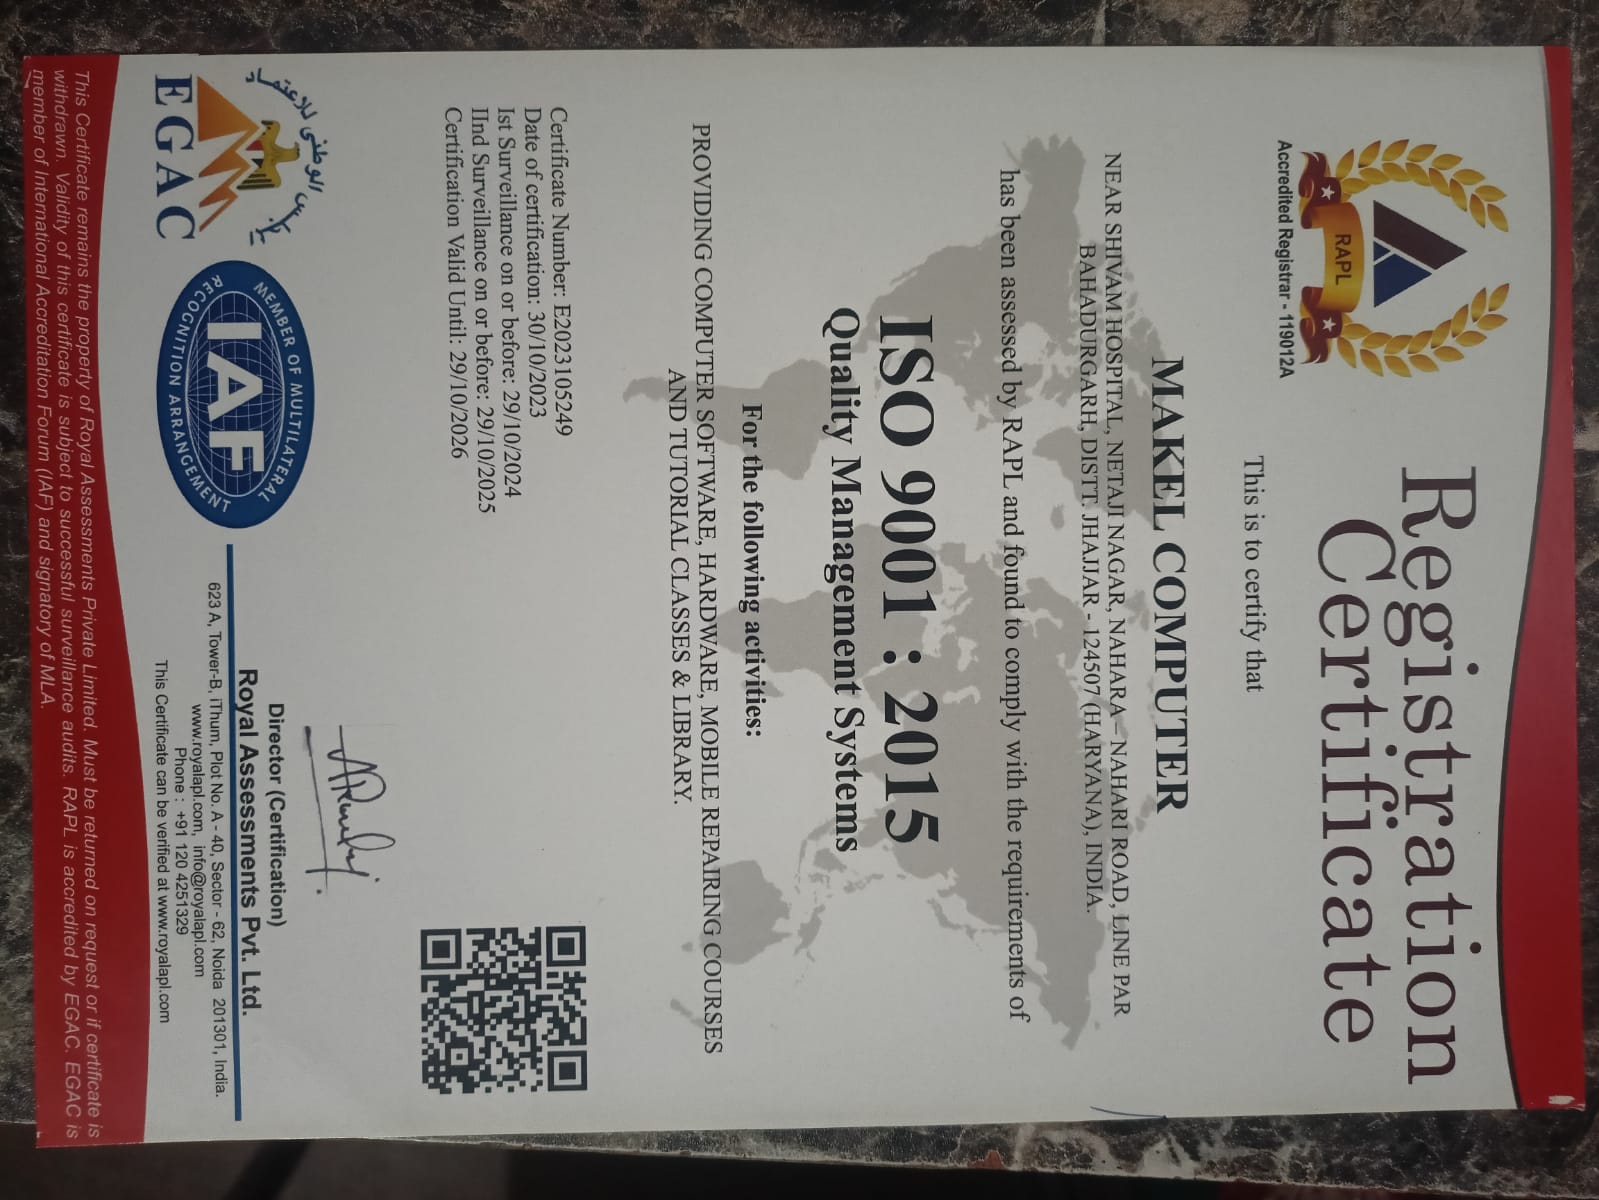 RAPL
Accredited Registrar - 119012A
Registration
Certificate
This is to certify that
MAKEL COMPUTER
NEAR SHIVAM HOSPITAL, NETAJI NAGAR, NAHARA – NAHARI ROAD, LINE PAR
BAHADURGARH, DISTT. JHAJJAR - 124507 (HARYANA), INDIA.
has been assessed by RAPL and found to comply with the requirements of
ISO 9001 : 2015
Quality Management Systems
For the following activities:
PROVIDING COMPUTER SOFTWARE, HARDWARE, MOBILE REPAIRING COURSES
AND TUTORIAL CLASSES & LIBRARY.
Certificate Number: E2023105249
Date of certification: 30/10/2023
Ist Surveillance on or before: 29/10/2024
IInd Surveillance on or before: 29/10/2025
Certification Valid Until: 29/10/2026
المجلس الوطنى للاعتماد
EGAC
MEMBER OF MULTILATERAL
IAF
RECOGNITION ARRANGEMENT
Director (Certification)
Royal Assessments Pvt. Ltd.
623 A, Tower-B, iThum, Plot No. A - 40, Sector - 62, Noida 201301, India.
www.royalapl.com, info@royalapl.com
Phone : +91 120 4251329
This Certificate can be verified at www.royalapl.com
This Certificate remains the property of Royal Assessments Private Limited. Must be returned on request or if certificate is
withdrawn. Validity of this certificate is subject to successful surveillance audits. RAPL is accredited by EGAC. EGAC is
member of International Accreditation Forum (IAF) and signatory of MLA.